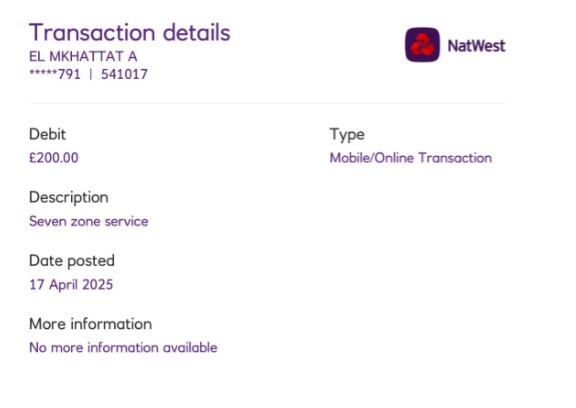 Transaction details
EL MKHATTAT A
*****791 | 541017
NatWest
Debit
£200.00
Type
Mobile/Online Transaction
Description
Seven zone service
Date posted
17 April 2025
More information
No more information available